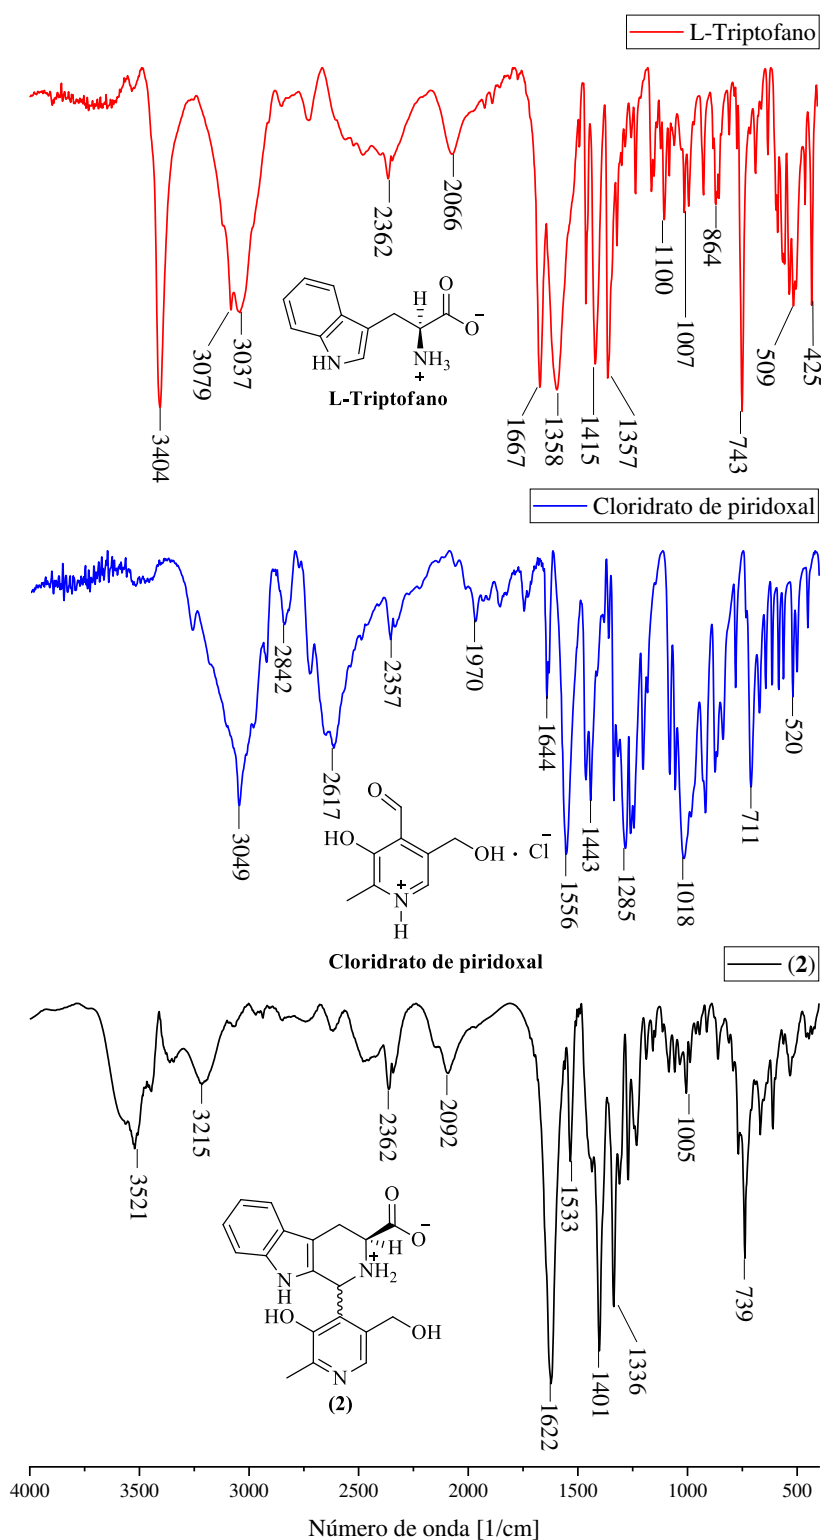 L-Triptofano
3404
3079
3037
2362
2066
1667
1358
1415
1357
1100
1007
864
743
509
425
H
O
O
−
HN
NH3
+
L-Triptofano
Cloridrato de piridoxal
3049
2842
2617
2357
1970
1644
1556
1443
1285
1018
711
520
O
HO
OH · Cl−
N
+
H
Cloridrato de piridoxal
(2)
3521
3215
2362
2092
1622
1533
1401
1336
1005
739
O
O−
H
+
NH2
N
H
HO
OH
N
(2)
4000 3500 3000 2500 2000 1500 1000 500
Número de onda [1/cm]